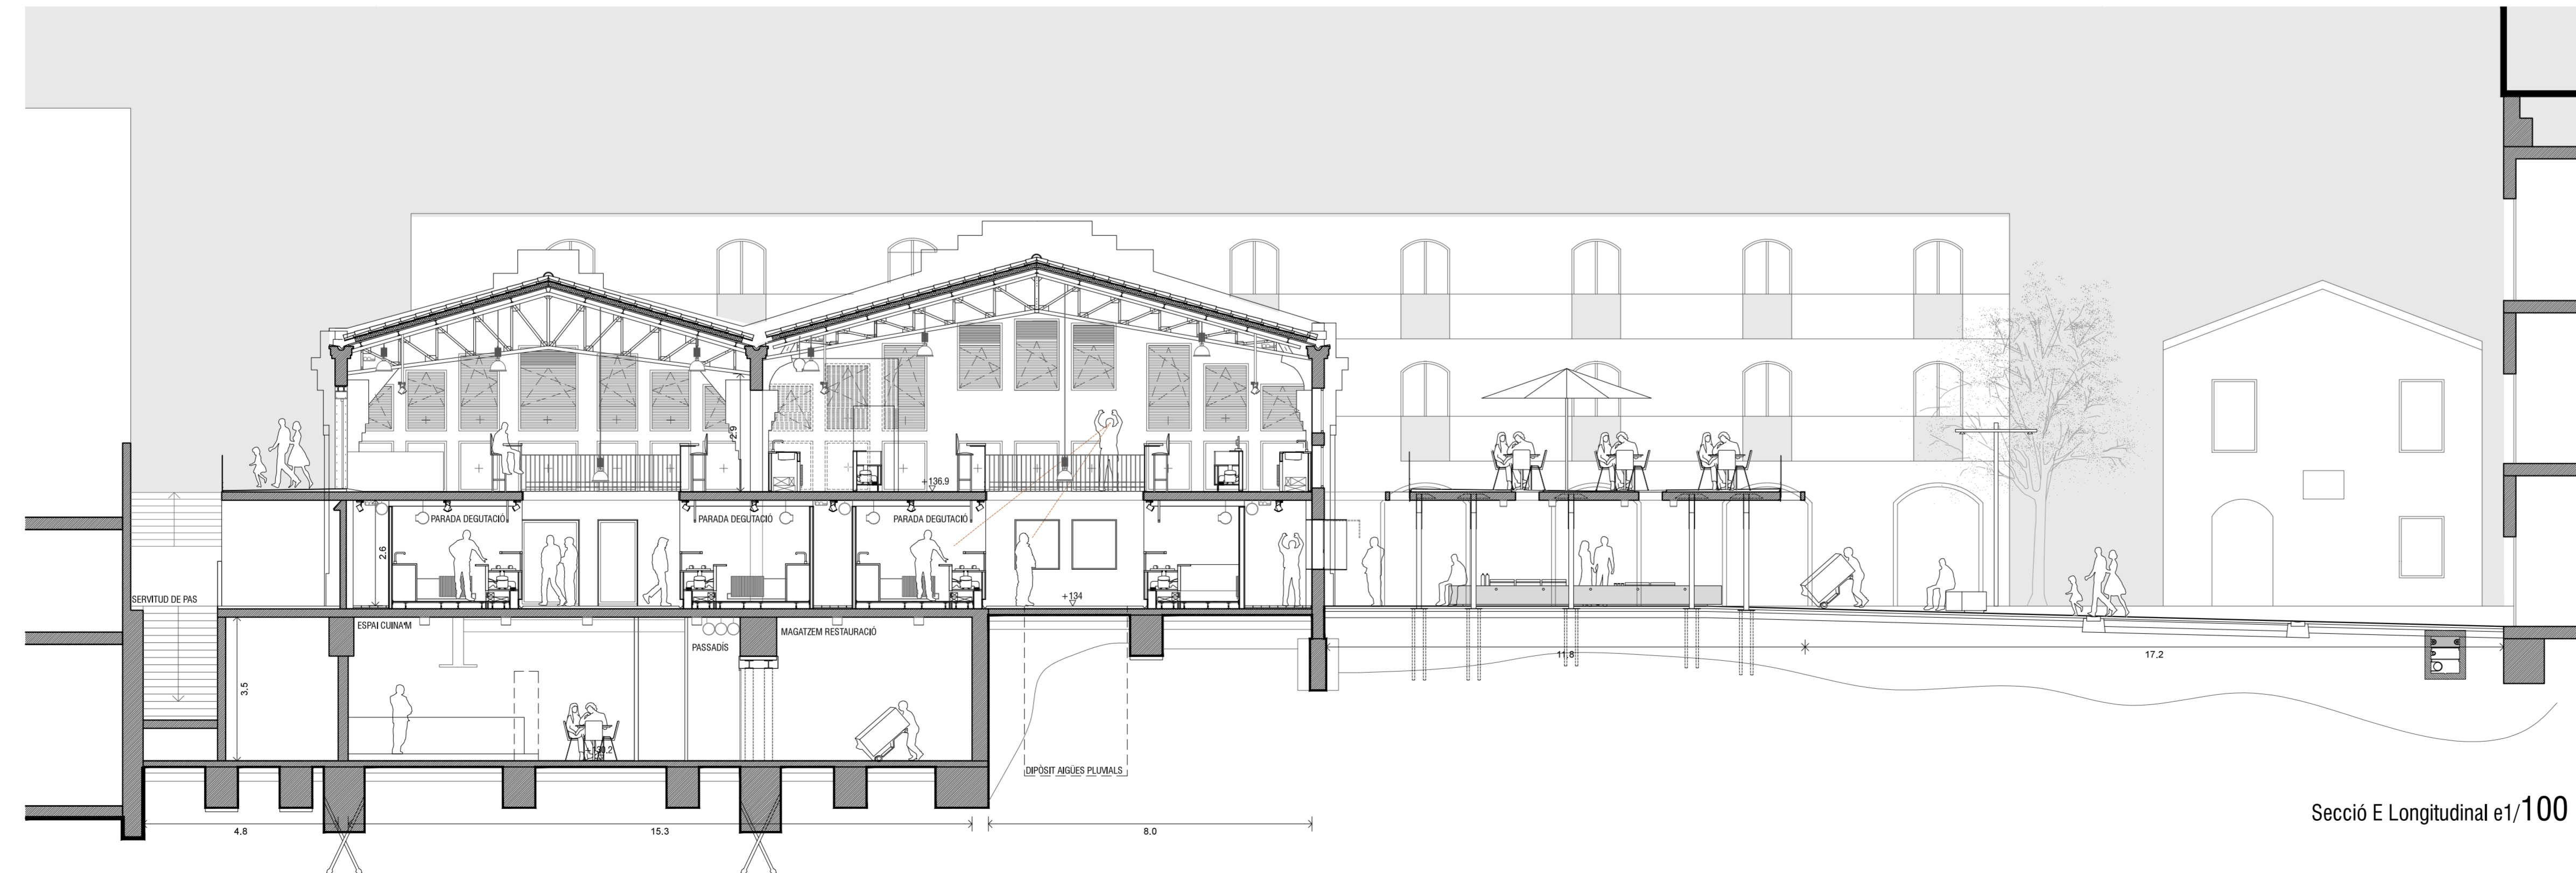 2.9
+136.9
PARADA DEGUTACIÓ
PARADA DEGUTACIÓ
PARADA DEGUTACIÓ
2.6
SERVITUD DE PAS
+134
ESPAI CUINA'M
PASSADÍS
MAGATZEM RESTAURACIÓ
11.8
17.2
3.5
+130.2
DIPÒSIT AIGÜES PLUVIALS
4.8
15.3
8.0
Secció E Longitudinal e1/100